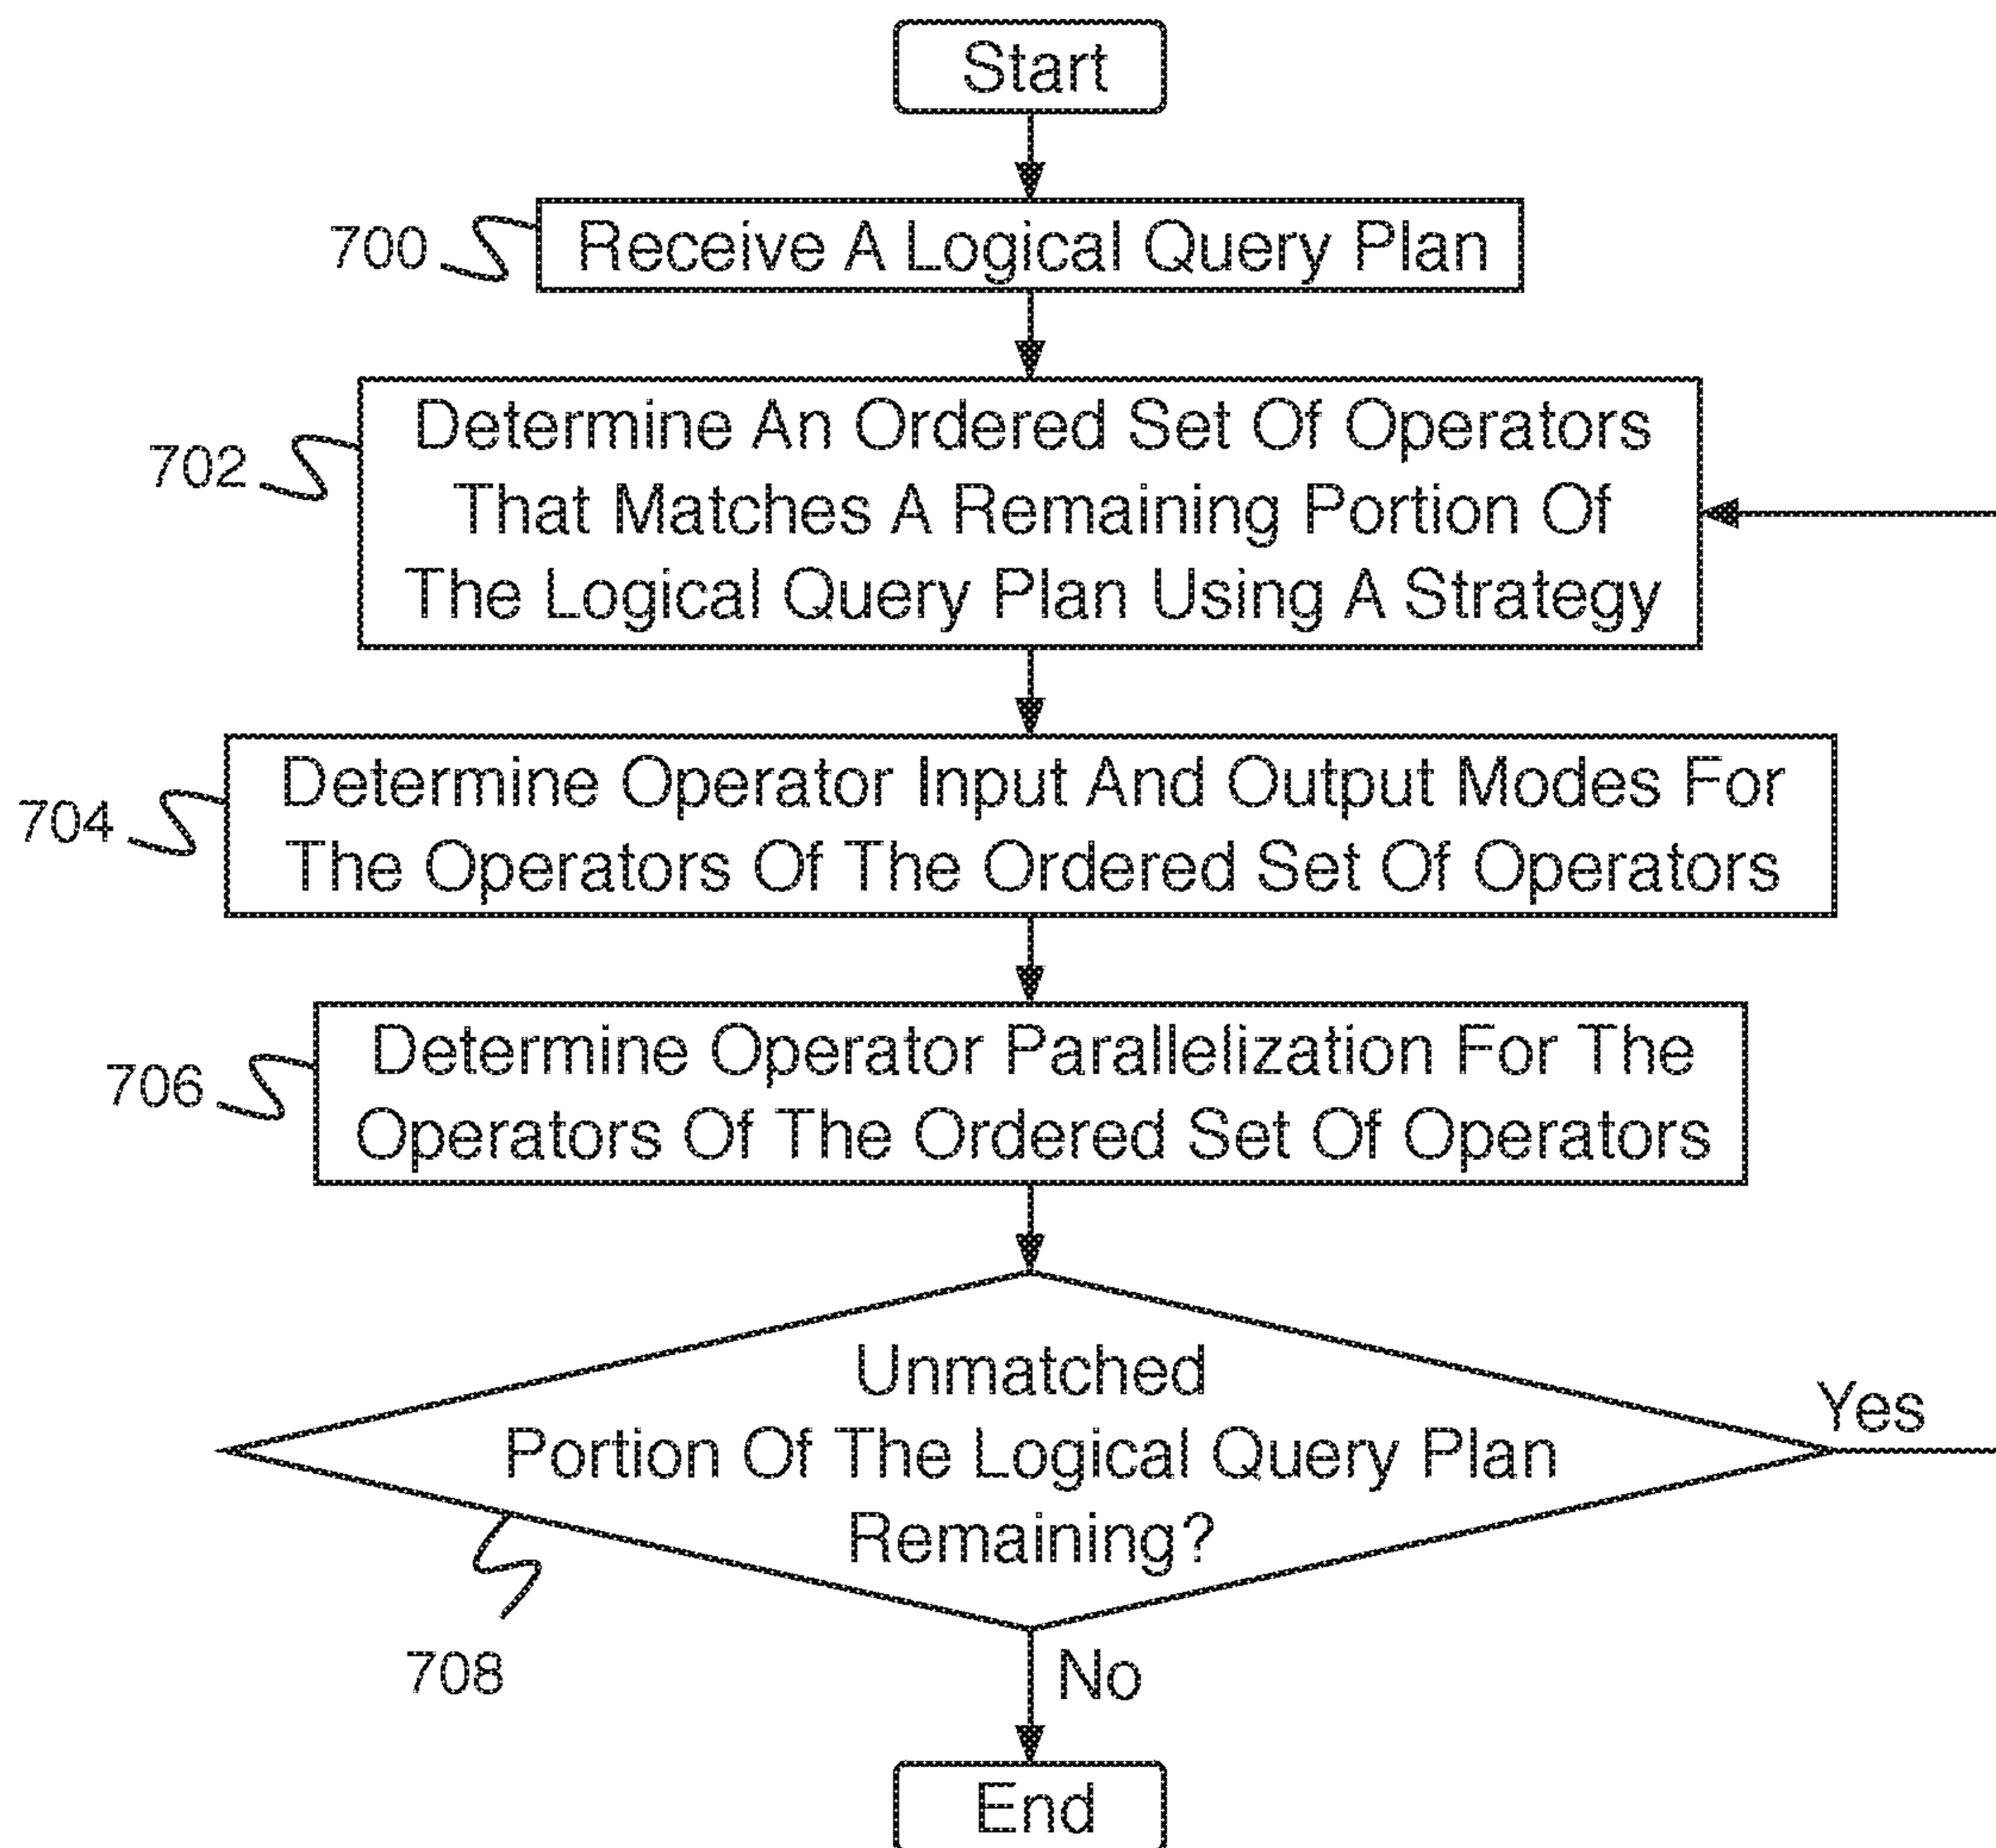 Start
700
Receive A Logical Query Plan
702
Determine An Ordered Set Of Operators
That Matches A Remaining Portion Of
The Logical Query Plan Using A Strategy
704
Determine Operator Input And Output Modes For
The Operators Of The Ordered Set Of Operators
706
Determine Operator Parallelization For The
Operators Of The Ordered Set Of Operators
Unmatched
Portion Of The Logical Query Plan
Remaining?
Yes
708
No
End